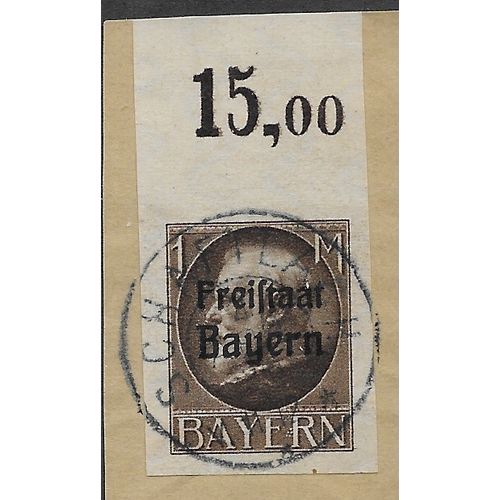 15,00
1 M
Freiſtaat
Bayern
BAYERN